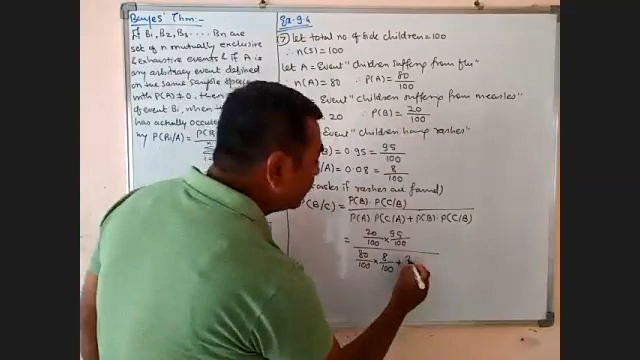 Bayes' Thm:-
If B1, B2, B3 .... Bn are
set of n mutually exclusive
& exhaustive events & if A is
any arbitrary event defined
on the same sample space
with P(A) ≠ 0, then
of event Bi, when
has actually occu
by P(Bi/A) = P(B
Ex. 9.4
(7) let total no of sick children = 100
∴ n(S) = 100
let A = Event "children suffering from flu"
∴ n(A) = 80 ∴ P(A) = 80/100
Event "children suffering from measles"
= 20 ∴ P(B) = 20/100
Event "children having rashes"
B) = 0.95 = 95/100
/A) = 0.08 = 8/100
if rashes are found)
P(B/C) = P(B). P(C/B) / P(A). P(C/A) + P(B). P(C/B)
= 20/100 × 95/100
80/100 × 8/100 + 2